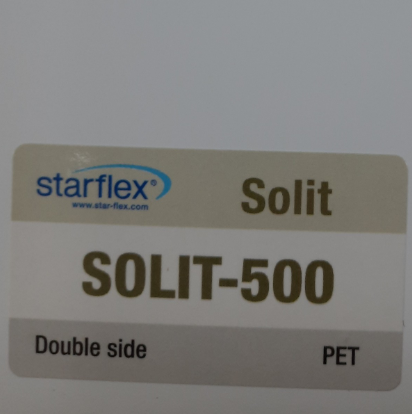 starflex®
www.star-flex.com
Solit
SOLIT-500
Double side
PET